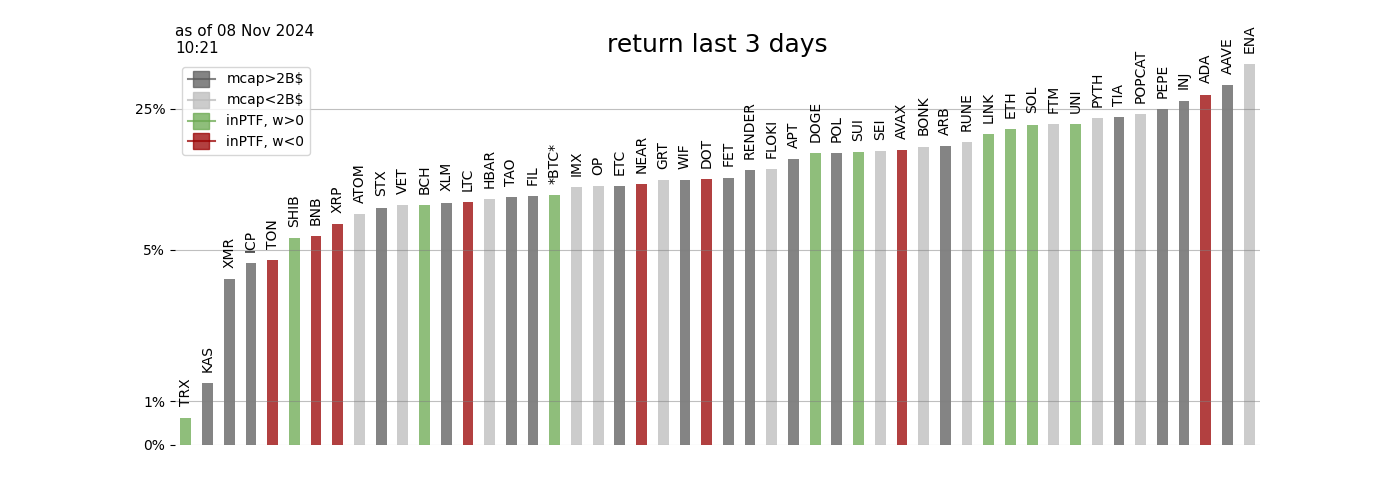 as of 08 Nov 2024
10:21
return last 3 days
mcap>2B$
mcap<2B$
inPTF, w>0
inPTF, w<0
25%
5%
1%
0%
TRX
KAS
XMR
ICP
TON
SHIB
BNB
XRP
ATOM
STX
VET
BCH
XLM
LTC
HBAR
TAO
FIL
*BTC*
IMX
OP
ETC
NEAR
GRT
WIF
DOT
FET
RENDER
FLOKI
APT
DOGE
POL
SUI
SEI
AVAX
BONK
ARB
RUNE
LINK
ETH
SOL
FTM
UNI
PYTH
TIA
POPCAT
PEPE
INJ
ADA
AAVE
ENA